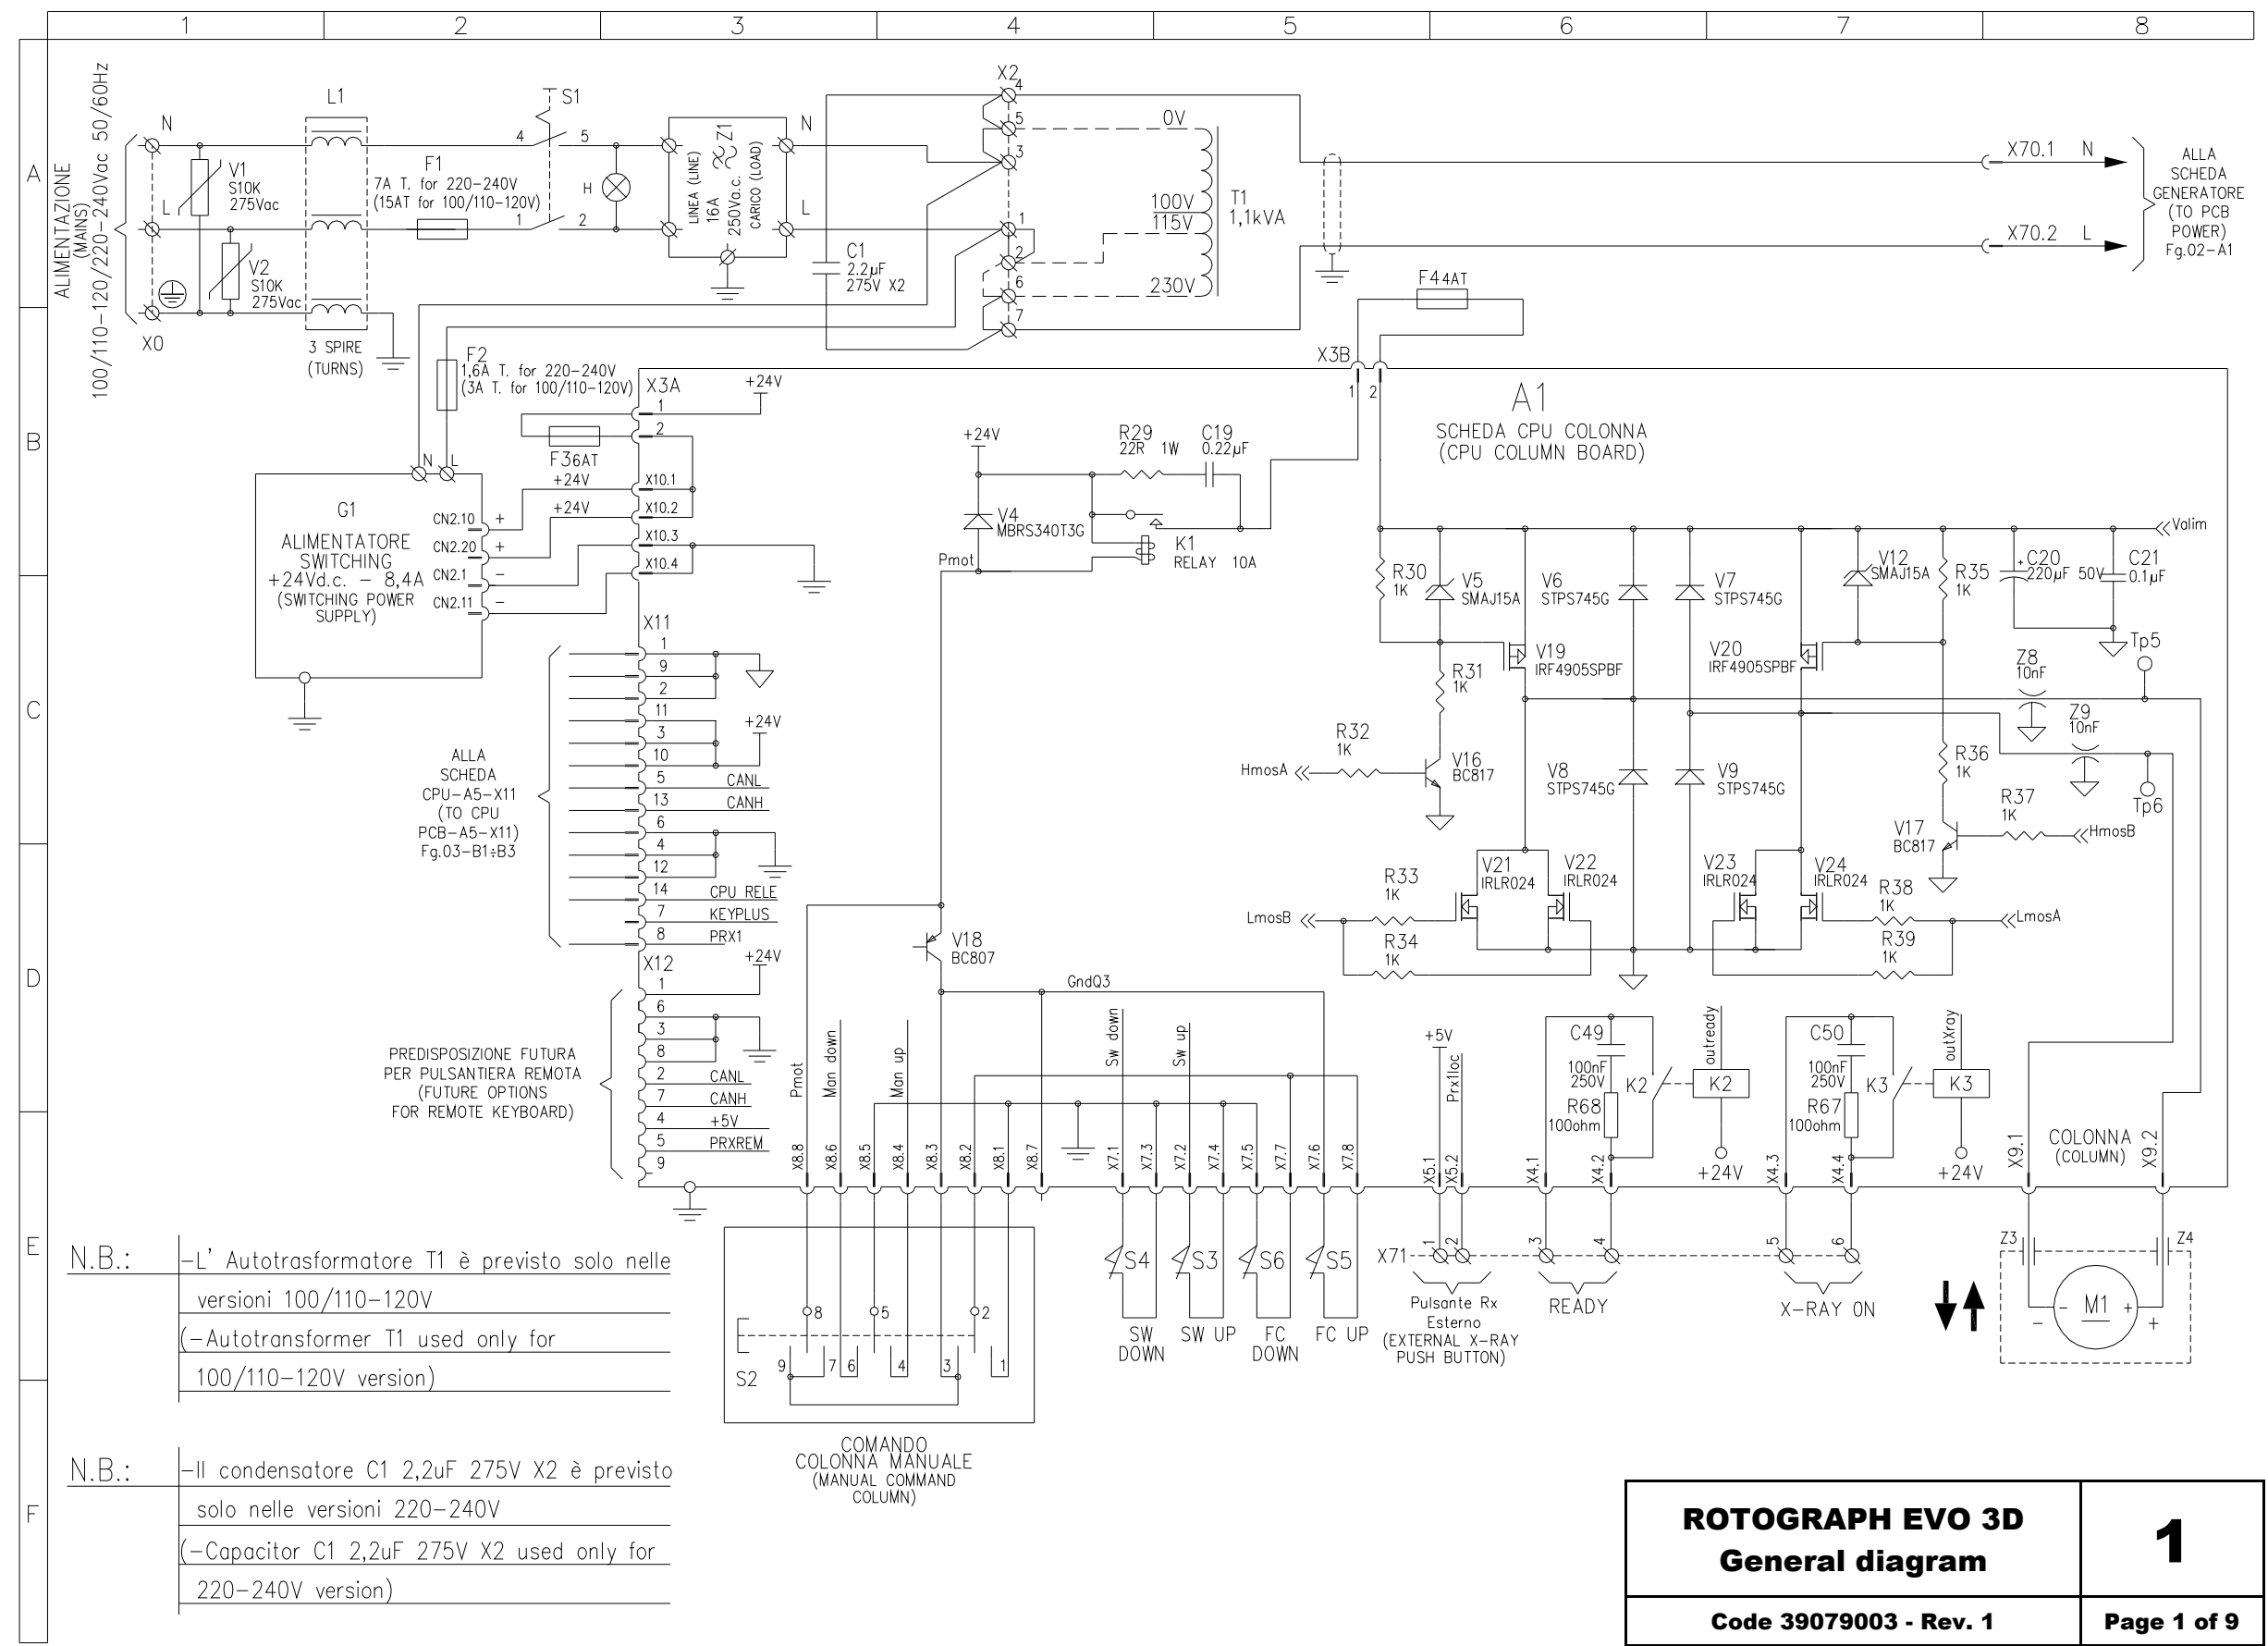 1 2 3 4 5 6 7 8
A
B
C
D
E
F
ALIMENTAZIONE
(MAINS)
100/110-120/220-240Vac 50/60Hz
N
L
X0
V1
S10K
275Vac
V2
S10K
275Vac
L1
3 SPIRE
(TURNS)
F1
7A T. for 220-240V
(15AT for 100/110-120V)
S1
4 5
1 2
H
LINEA (LINE)
16A
250Va.c.
Z1
CARICO (LOAD)
N
L
C1
2.2µF
275V X2
X2
4
5
3
1
2
6
7
0V
100V
115V
230V
T1
1,1kVA
X70.1 N
X70.2 L
ALLA
SCHEDA
GENERATORE
(TO PCB
POWER)
Fg.02-A1
F2
1,6A T. for 220-240V
(3A T. for 100/110-120V)
F3 6AT
F4 4AT
X3B
1 2
A1
SCHEDA CPU COLONNA
(CPU COLUMN BOARD)
N L
G1
ALIMENTATORE
SWITCHING
+24Vd.c. - 8,4A
(SWITCHING POWER
SUPPLY)
CN2.10 +
CN2.20 +
CN2.1 -
CN2.11 -
+24V
+24V
X3A
1
2
+24V
X10.1
X10.2
X10.3
X10.4
X11
1
9
2
11
3
10
+24V
5 CANL
13 CANH
6
4
12
14 CPU RELE
7 KEYPLUS
8 PRX1
ALLA
SCHEDA
CPU-A5-X11
(TO CPU
PCB-A5-X11)
Fg.03-B1÷B3
X12
+24V
1
6
3
8
2 CANL
7 CANH
4 +5V
5 PRXREM
9
PREDISPOSIZIONE FUTURA
PER PULSANTIERA REMOTA
(FUTURE OPTIONS
FOR REMOTE KEYBOARD)
+24V
R29
22R 1W
C19
0.22µF
V4
MBRS340T3G
K1
RELAY 10A
Pmot
Valim
R30
1K
V5
SMAJ15A
V6
STPS745G
V7
STPS745G
V12
SMAJ15A
R35
1K
+
C20
220µF 50V
C21
0.1µF
V19
IRF4905SPBF
V20
IRF4905SPBF
Tp5
Z8
10nF
Z9
10nF
Tp6
R31
1K
R32
1K
HmosA
V16
BC817
V8
STPS745G
V9
STPS745G
R36
1K
R37
1K
HmosB
V17
BC817
V21
IRLR024
V22
IRLR024
V23
IRLR024
V24
IRLR024
R33
1K
LmosB
R34
1K
R38
1K
LmosA
R39
1K
V18
BC807
GndQ3
Pmot
Man down
Man up
Sw down
Sw up
+5V
Prx1loc
C49
100nF
250V
R68
100ohm
K2
outready
K2
+24V
C50
100nF
250V
R67
100ohm
K3
outXray
K3
+24V
COLONNA
(COLUMN)
X8.8
X8.6
X8.5
X8.4
X8.3
X8.2
X8.1
X8.7
X7.1
X7.3
X7.2
X7.4
X7.5
X7.7
X7.6
X7.8
X5.1
X5.2
X4.1
X4.2
X4.3
X4.4
X9.1
X9.2
8 5 2
9 7 6 4 3 1
S2
COMANDO
COLONNA MANUALE
(MANUAL COMMAND
COLUMN)
S4
SW
DOWN
S3
SW UP
S6
FC
DOWN
S5
FC UP
X71
1 2 3 4 5 6
Pulsante Rx
Esterno
(EXTERNAL X-RAY
PUSH BUTTON)
READY
X-RAY ON
Z3
Z4
- M1 +
- +
N.B.: -L' Autotrasformatore T1 è previsto solo nelle
versioni 100/110-120V
(-Autotransformer T1 used only for
100/110-120V version)
N.B.: -Il condensatore C1 2,2uF 275V X2 è previsto
solo nelle versioni 220-240V
(-Capacitor C1 2,2uF 275V X2 used only for
220-240V version)
ROTOGRAPH EVO 3D
General diagram
1
Code 39079003 - Rev. 1
Page 1 of 9